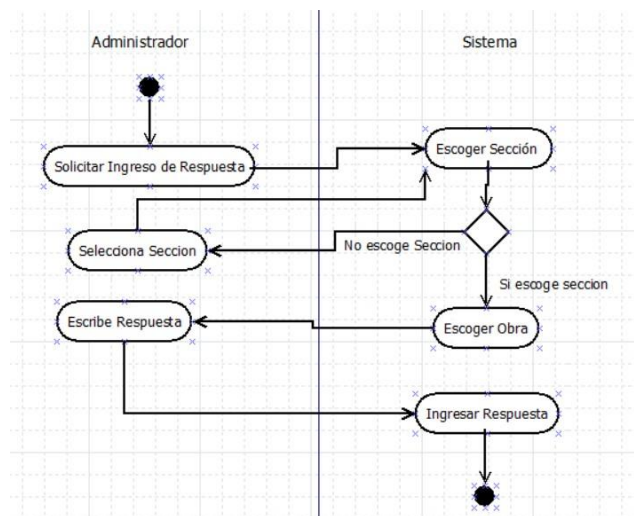 Administrador
Sistema
Escoger Sección
Solicitar Ingreso de Respuesta
No escoge Seccion
Selecciona Seccion
Si escoge seccion
Escribe Respuesta
Escoger Obra
Ingresar Respuesta